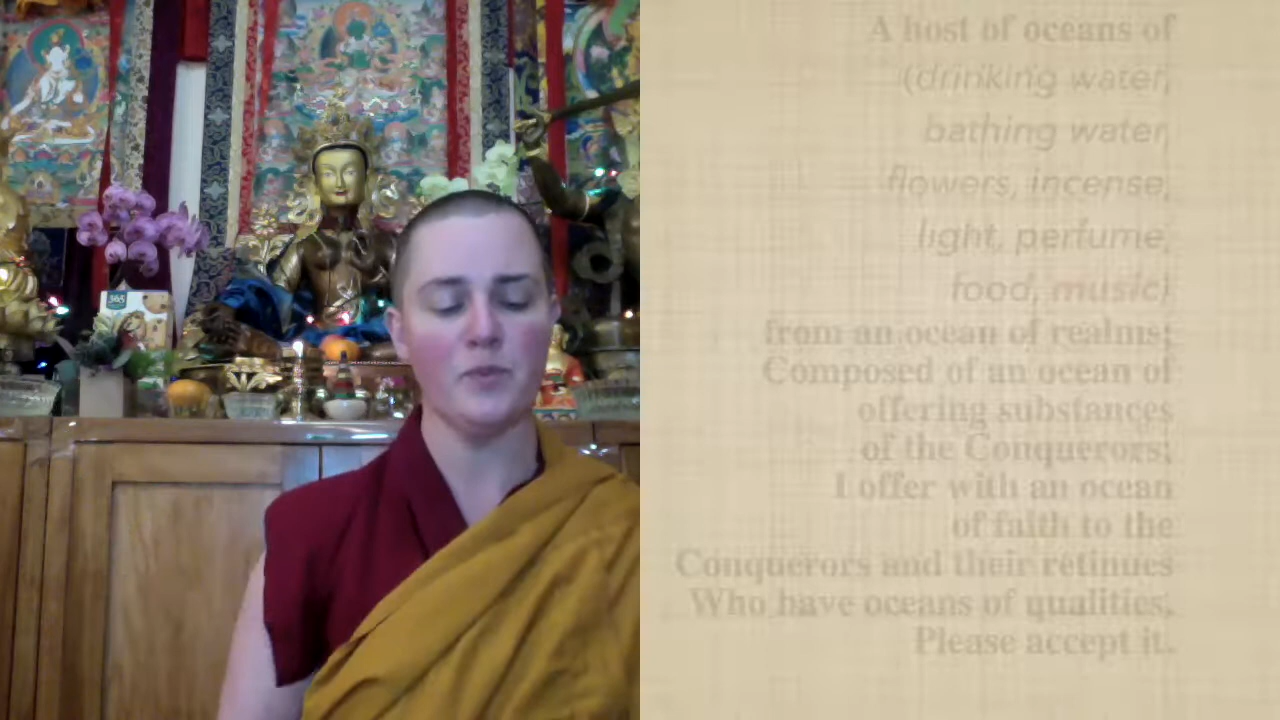 365
A host of oceans of
(drinking water,
bathing water,
flowers, incense,
light, perfume,
food, music)
from an ocean of realms;
Composed of an ocean of
offering substances
of the Conquerors;
I offer with an ocean
of faith to the
Conquerors and their retinues
Who have oceans of qualities.
Please accept it.